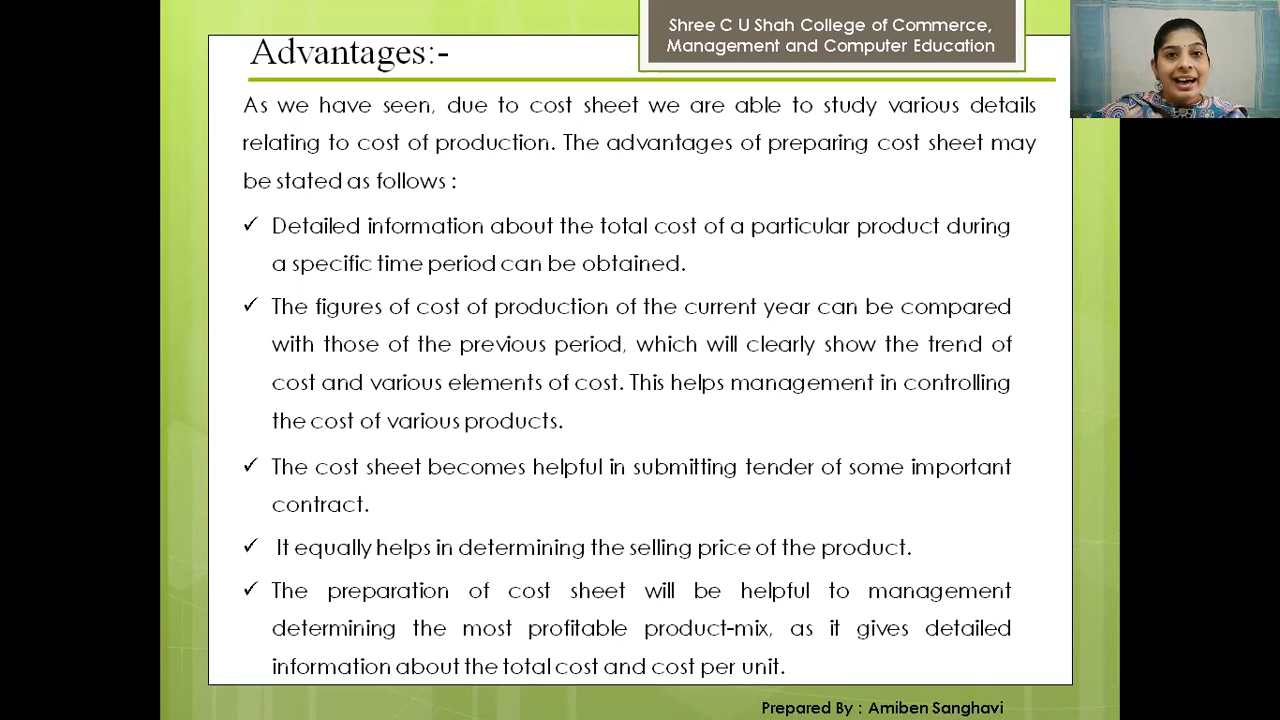 Shree C U Shah College of Commerce,
Management and Computer Education
Advantages:-
As we have seen, due to cost sheet we are able to study various details
relating to cost of production. The advantages of preparing cost sheet may
be stated as follows :
✓ Detailed information about the total cost of a particular product during
a specific time period can be obtained.
✓ The figures of cost of production of the current year can be compared
with those of the previous period, which will clearly show the trend of
cost and various elements of cost. This helps management in controlling
the cost of various products.
✓ The cost sheet becomes helpful in submitting tender of some important
contract.
✓ It equally helps in determining the selling price of the product.
✓ The preparation of cost sheet will be helpful to management
determining the most profitable product-mix, as it gives detailed
information about the total cost and cost per unit.
Prepared By : Amiben Sanghavi